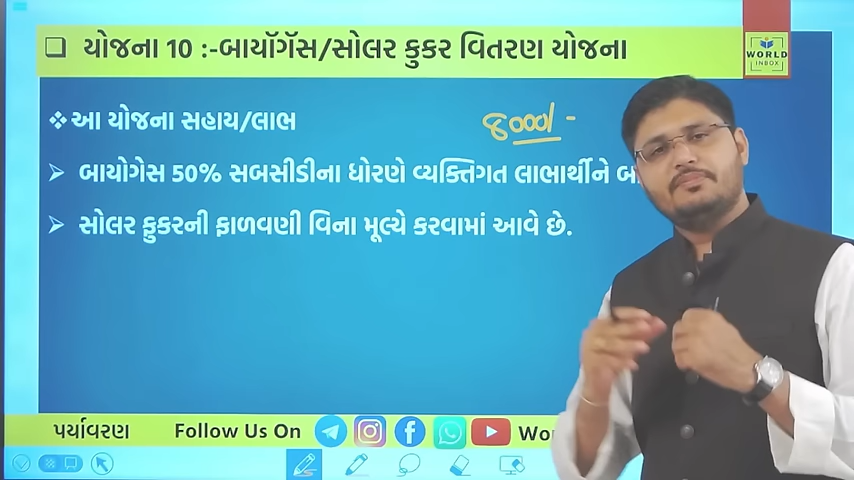 ❑ યોજના 10 :-બાયૉગૅસ/સોલર કુકર વિતરણ યોજના
WORLD
INBOX
❖આ યોજના સહાય/લાભ
8000/-
➤ બાયોગેસ 50% સબસીડીના ધોરણે વ્યક્તિગત લાભાર્થીને
➤ સોલર કુકરની ફાળવણી વિના મૂલ્યે કરવામાં આવે છે.
પર્યાવરણ Follow Us On